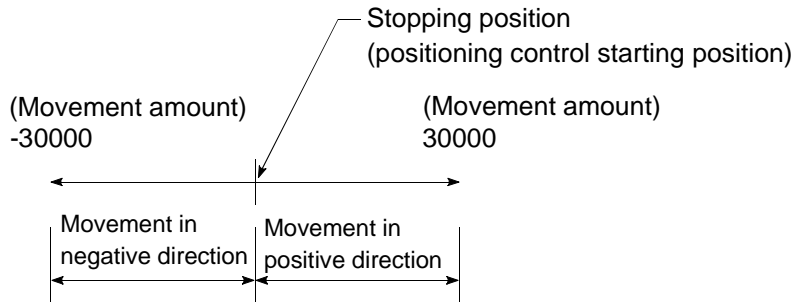 Stopping position
(positioning control starting position)
(Movement amount)
-30000
(Movement amount)
30000
Movement in
negative direction
Movement in
positive direction